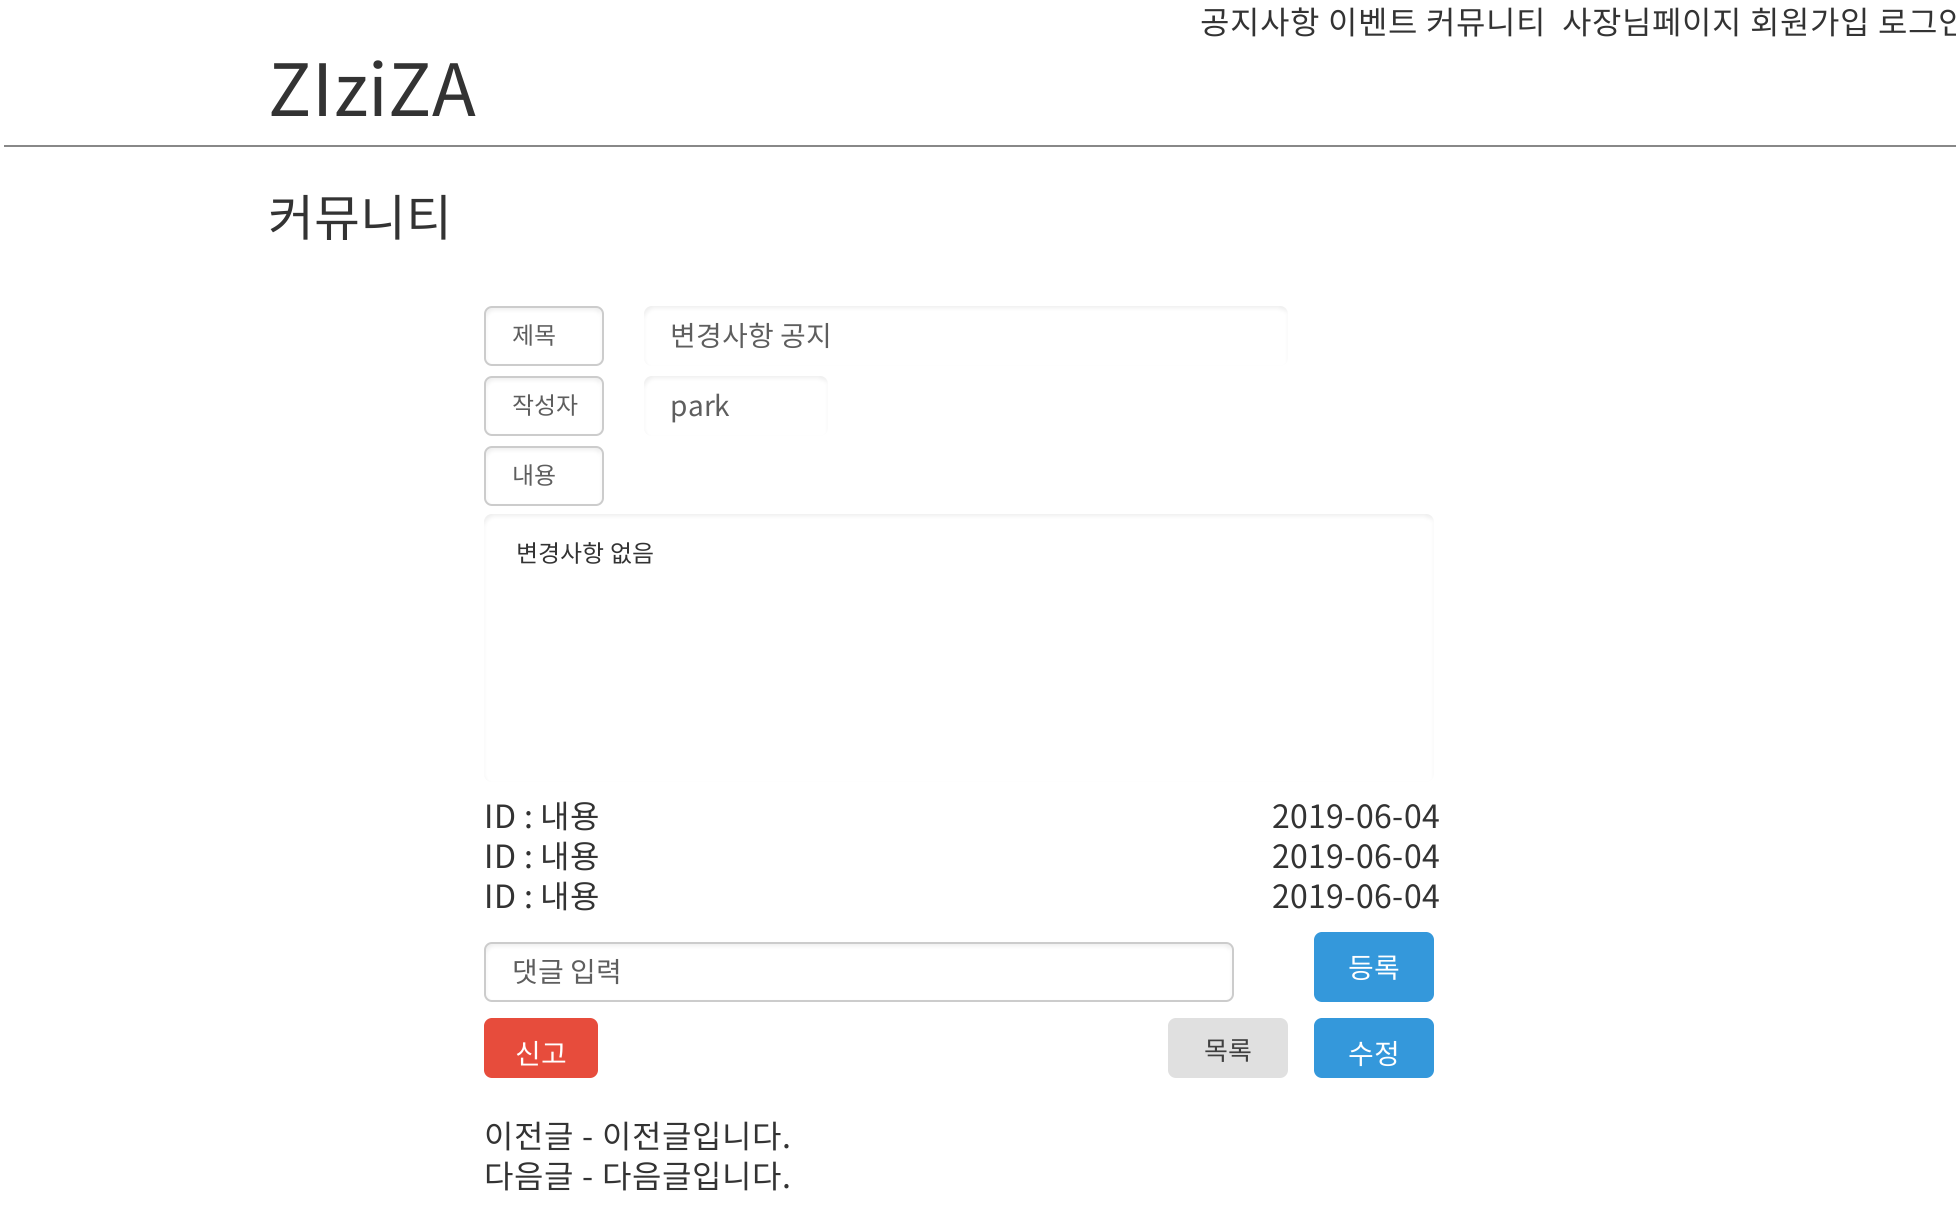 공지사항 이벤트 커뮤니티 사장님페이지 회원가입 로그인
ZIziZA
커뮤니티
제목 변경사항 공지
작성자 park
내용
변경사항 없음
ID : 내용 2019-06-04
ID : 내용 2019-06-04
ID : 내용 2019-06-04
댓글 입력 등록
신고 목록 수정
이전글 - 이전글입니다.
다음글 - 다음글입니다.